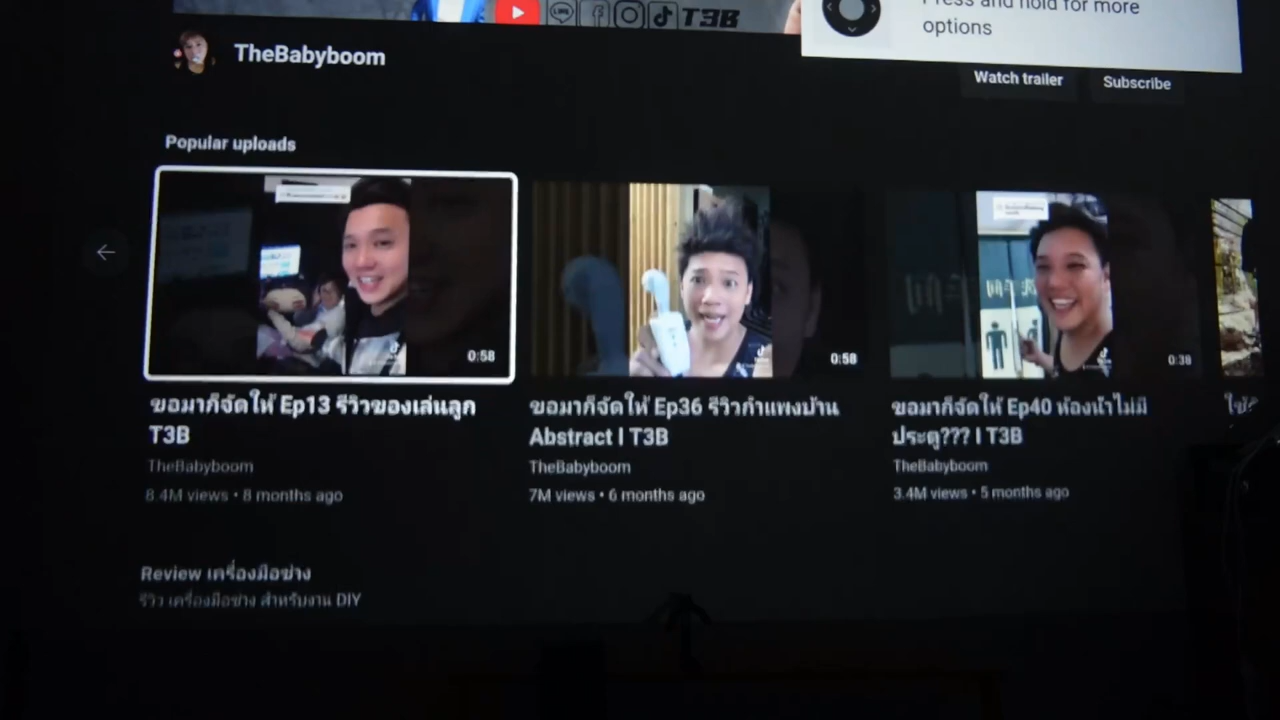 T3B
Press and hold for more
options
TheBabyboom
Watch trailer
Subscribe
Popular uploads
0:58
0:58
0:38
ขอมาก็จัดให้ Ep13 รีวิวของเล่นลูก
T3B
TheBabyboom
8.4M views • 8 months ago
ขอมาก็จัดให้ Ep36 รีวิวกำแพงบ้าน
Abstract I T3B
TheBabyboom
7M views • 6 months ago
ขอมาก็จัดให้ Ep40 ห้องน้ำไม่มี
ประตู??? I T3B
TheBabyboom
3.4M views • 5 months ago
Review เครื่องมือช่าง
รีวิว เครื่องมือช่าง สำหรับงาน DIY